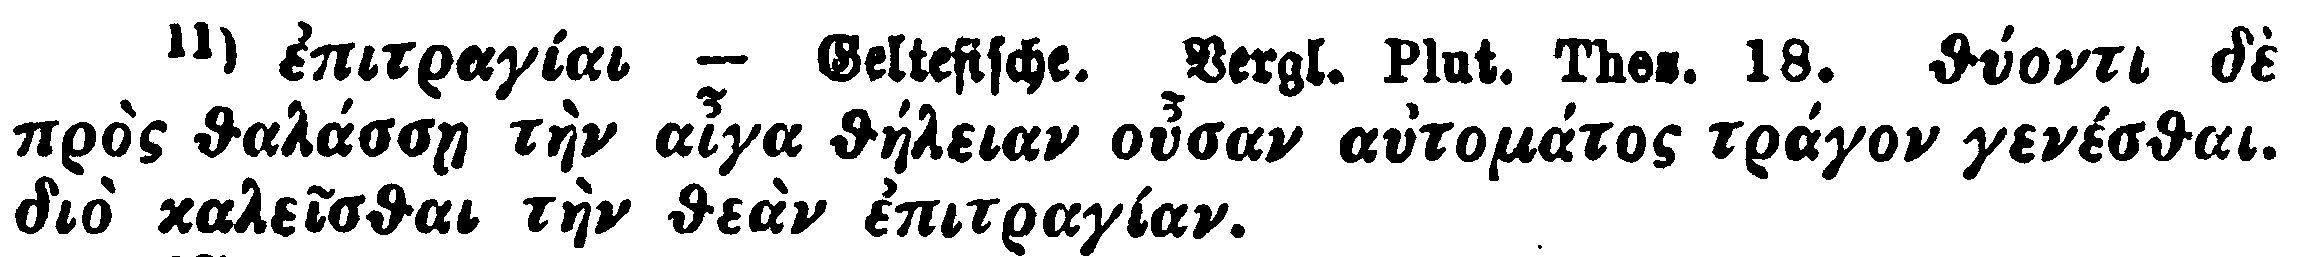 11) ἐπιτραγίαι — Geltefische. Vergl. Plut. Thes. 18. θύοντι δὲ
πρὸς θαλάσσῃ τὴν αἶγα θήλειαν οὖσαν αὐτομάτος τράγον γενέσθαι.
διὸ καλεῖσθαι τὴν θεὰν ἐπιτραγίαν.